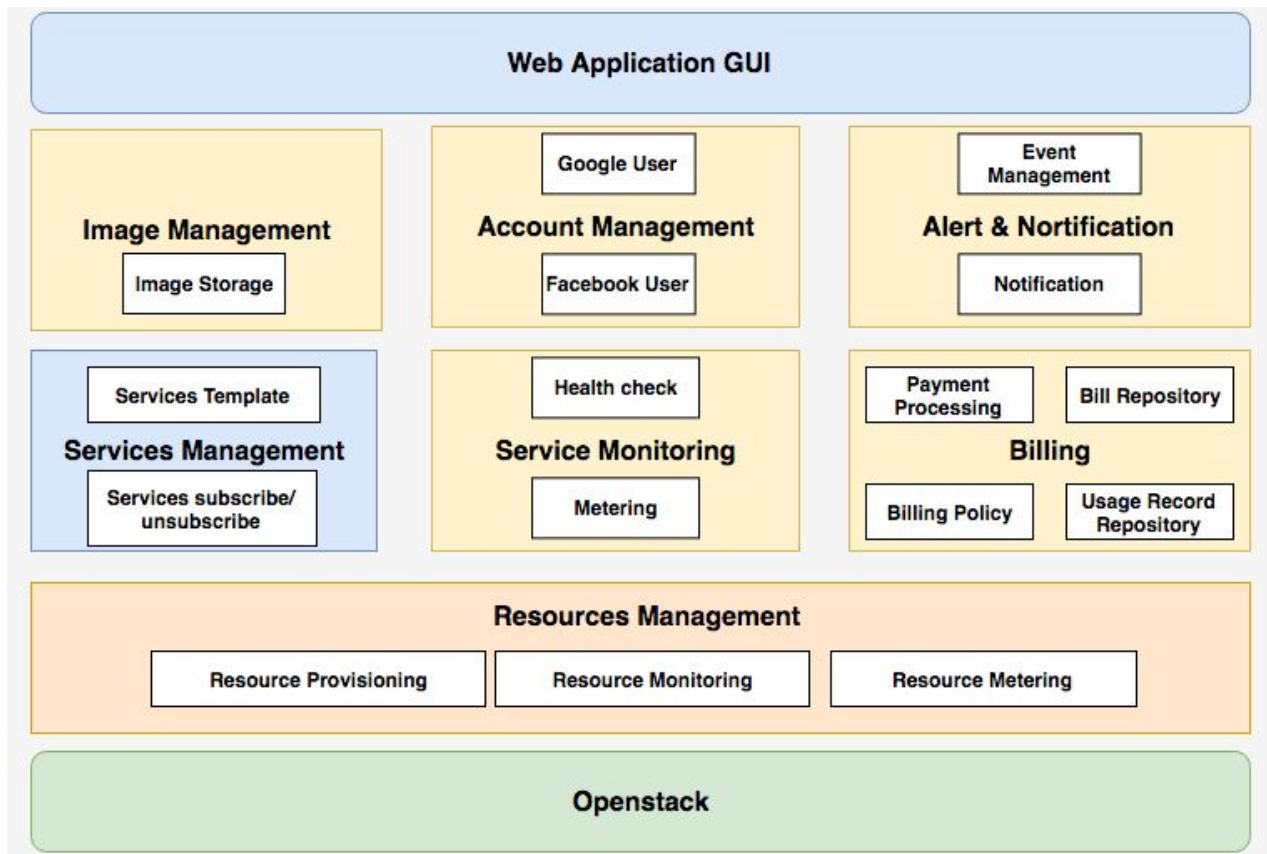 Web Application GUI
Image Management
Image Storage
Google User
Account Management
Facebook User
Event
Management
Alert & Nortification
Notification
Services Template
Services Management
Services subscribe/
unsubscribe
Health check
Service Monitoring
Metering
Payment
Processing
Bill Repository
Billing
Billing Policy
Usage Record
Repository
Resources Management
Resource Provisioning
Resource Monitoring
Resource Metering
Openstack